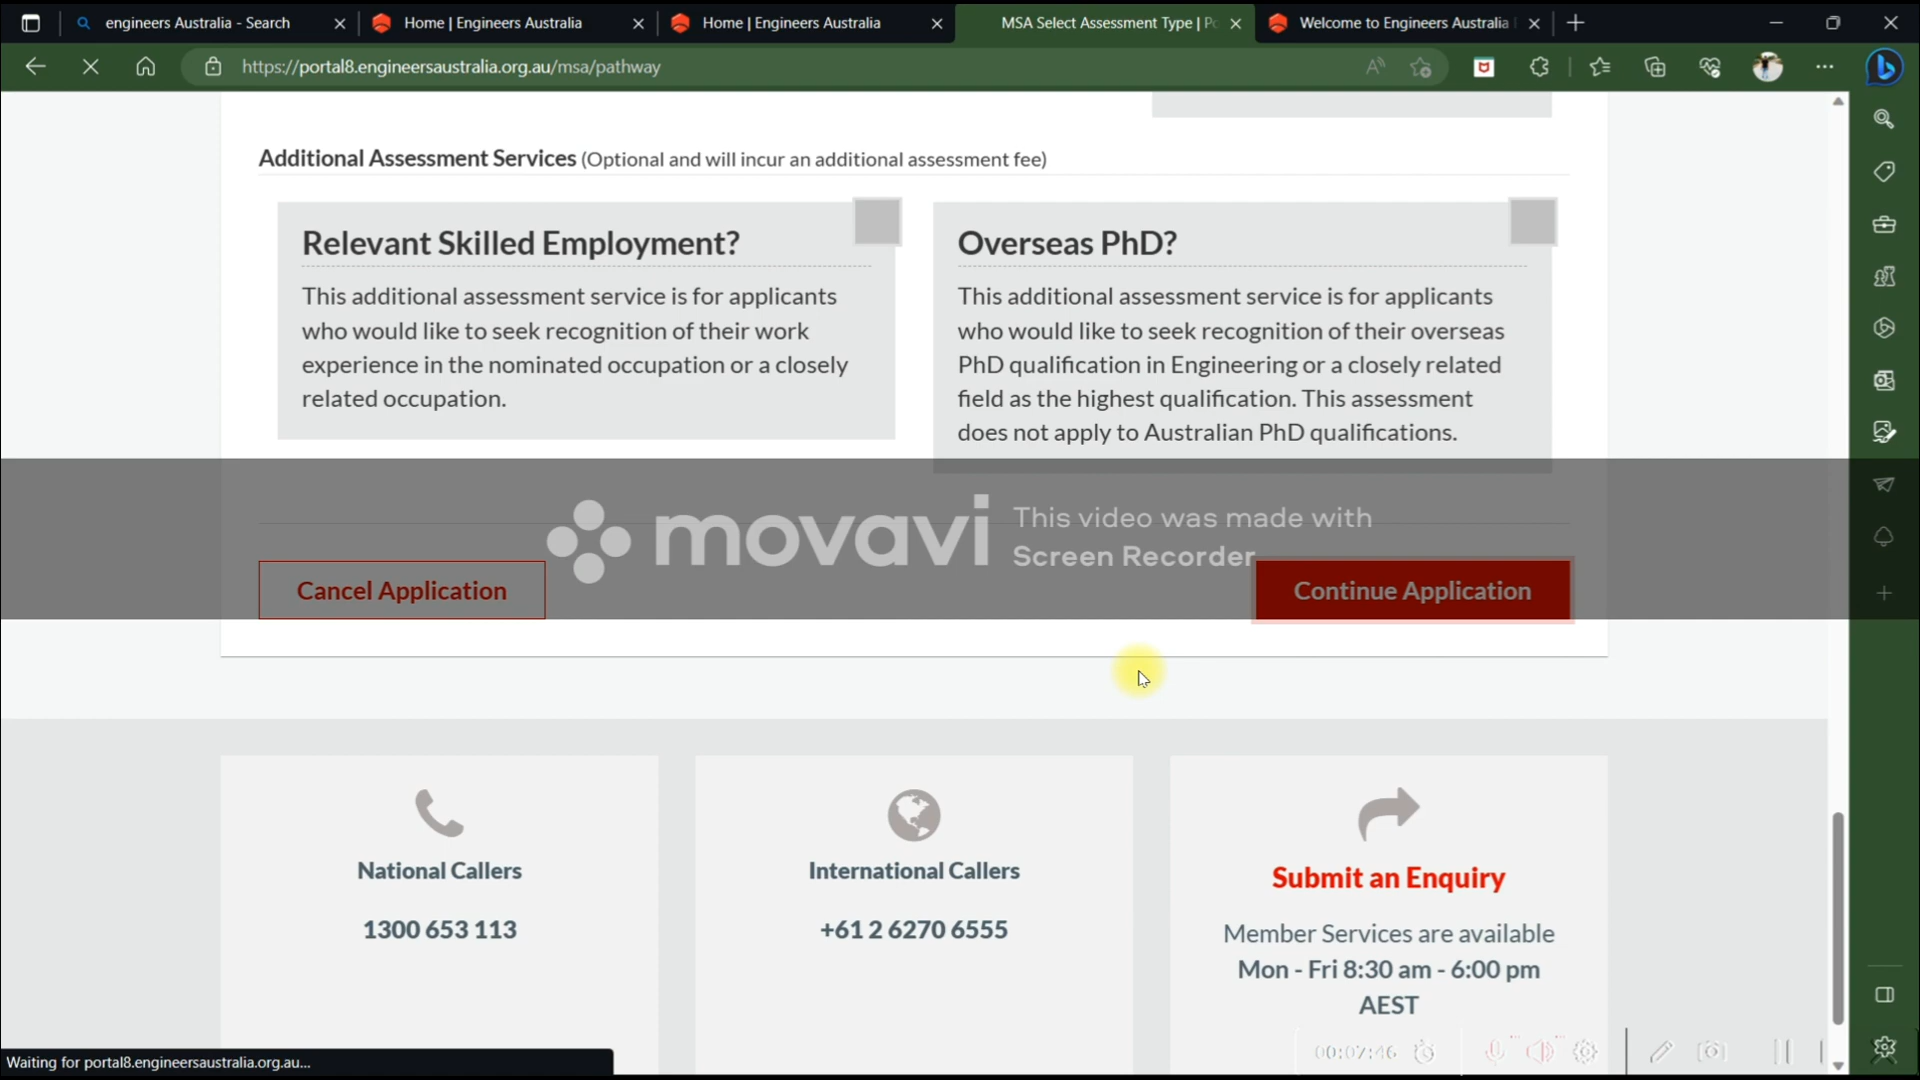 engineers Australia - Search
Home | Engineers Australia
Home | Engineers Australia
MSA Select Assessment Type | Po
Welcome to Engineers Australia
https://portal8.engineersaustralia.org.au/msa/pathway
Additional Assessment Services (Optional and will incur an additional assessment fee)
Relevant Skilled Employment?
This additional assessment service is for applicants
who would like to seek recognition of their work
experience in the nominated occupation or a closely
related occupation.
Overseas PhD?
This additional assessment service is for applicants
who would like to seek recognition of their overseas
PhD qualification in Engineering or a closely related
field as the highest qualification. This assessment
does not apply to Australian PhD qualifications.
movavi
This video was made with
Screen Recorder
Cancel Application
Continue Application
National Callers
1300 653 113
International Callers
+61 2 6270 6555
Submit an Enquiry
Member Services are available
Mon - Fri 8:30 am - 6:00 pm
AEST
00:07:46
Waiting for portal8.engineersaustralia.org.au...